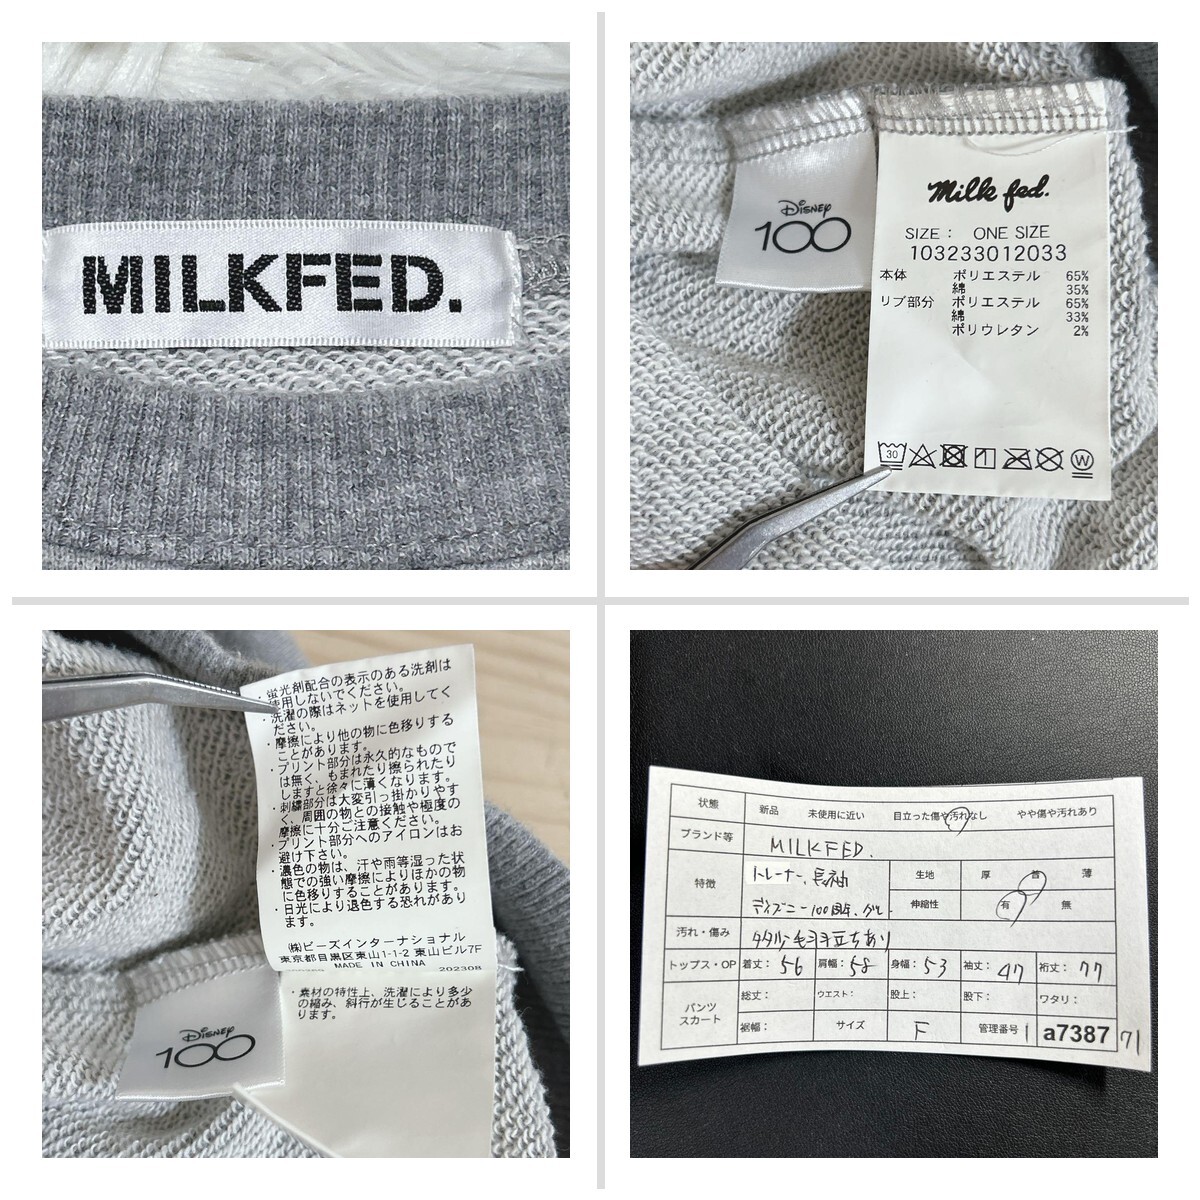 MILKFED.
DISNEY
100
Milk fed.
SIZE : ONE SIZE
103233012033
本体 ポリエステル 65%
綿 35%
リブ部分 ポリエステル 65%
綿 33%
ポリウレタン 2%
30
W
・蛍光剤配合の表示のある洗剤は
使用しないでください。
・洗濯の際はネットを使用してく
ださい。
・摩擦により他の物に色移りする
ことがあります。
・プリント部分は永久的なもので
は無く、もまれたり擦られたり
しますと徐々に薄くなります。
・刺繍部分は大変引っ掛かりやす
く、周囲の物との接触や極度の
摩擦に十分ご注意ください。
・プリント部分へのアイロンはお
避け下さい。
・濃色の物は、汗や雨等湿った状
態での強い摩擦によりほかの物
に色移りすることがあります。
・日光により退色する恐れがあり
ます。
㈱ビーズインターナショナル
東京都目黒区東山1-1-2 東山ビル7F
MADE IN CHINA 202308
・素材の特性上、洗濯により多少
の縮み、斜行が生じることがあ
ります。
DISNEY
100
状態 新品 未使用に近い 目立った傷や汚れなし やや傷や汚れあり
ブランド等 MILKFED.
特徴 トレーナー、長袖 生地 厚 普 薄
ディズニー100周年、グレー 伸縮性 有 無
汚れ・傷み 毛羽立ちあり
トップス・OP 着丈: 56 肩幅: 58 身幅: 53 袖丈: 47 裄丈: 77
パンツ スカート 総丈: ウエスト: 股上: 股下: ワタリ:
裾幅: サイズ F 管理番号 1 a7387 71